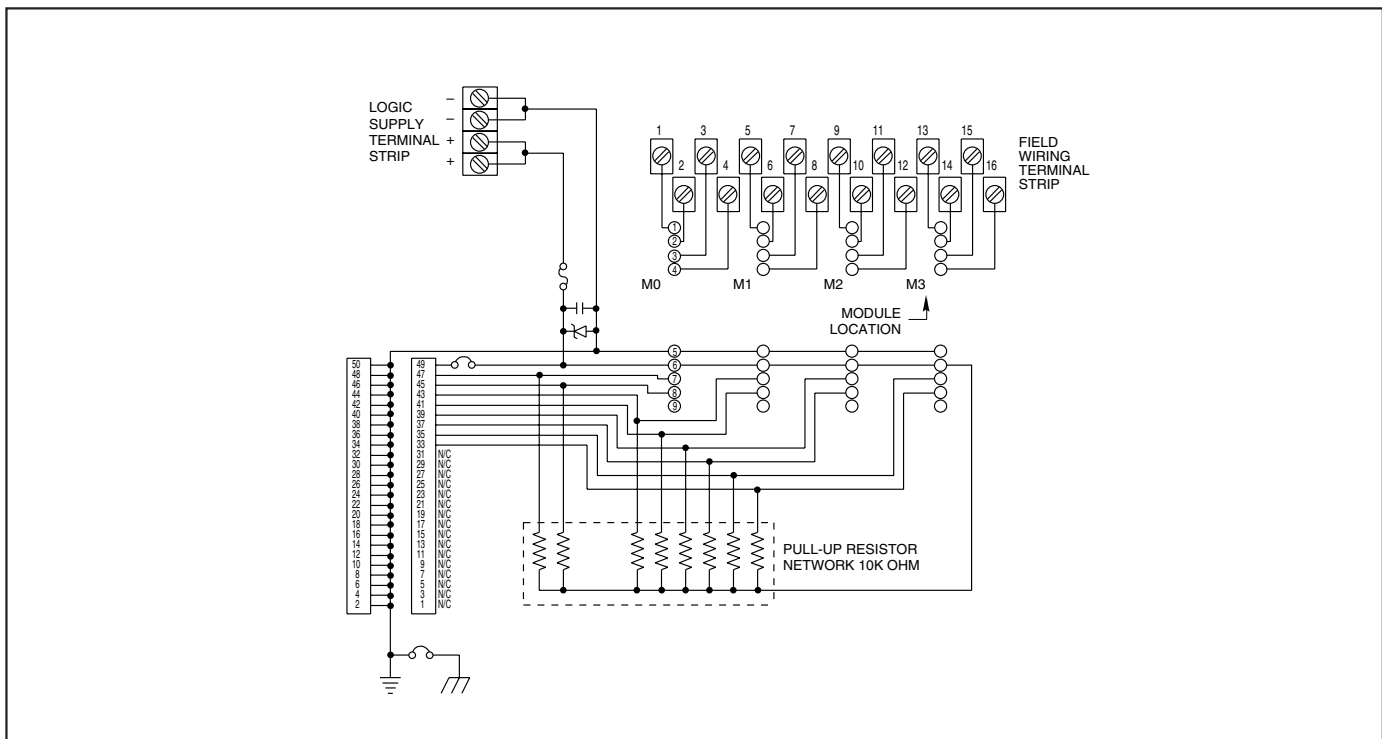 LOGIC
SUPPLY
TERMINAL
STRIP
–
–
+
+
1 3 5 7 9 11 13 15
2 4 6 8 10 12 14 16
FIELD
WIRING
TERMINAL
STRIP
1
2
3
4
M0 M1 M2 M3
MODULE
LOCATION
5
6
7
8
9
50 49
48 47
46 45
44 43
42 41
40 39
38 37
36 35
34 33
32 31 N/C
30 29 N/C
28 27 N/C
26 25 N/C
24 23 N/C
22 21 N/C
20 19 N/C
18 17 N/C
16 15 N/C
14 13 N/C
12 11 N/C
10 9 N/C
8 7 N/C
6 5 N/C
4 3 N/C
2 1 N/C
PULL-UP RESISTOR
NETWORK 10K OHM